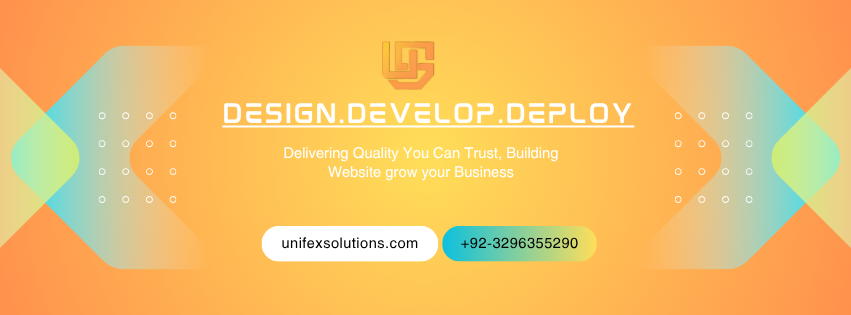 DESIGN.DEVELOP.DEPLOY
Delivering Quality You Can Trust, Building
Website grow your Business
unifexsolutions.com
+92-3296355290